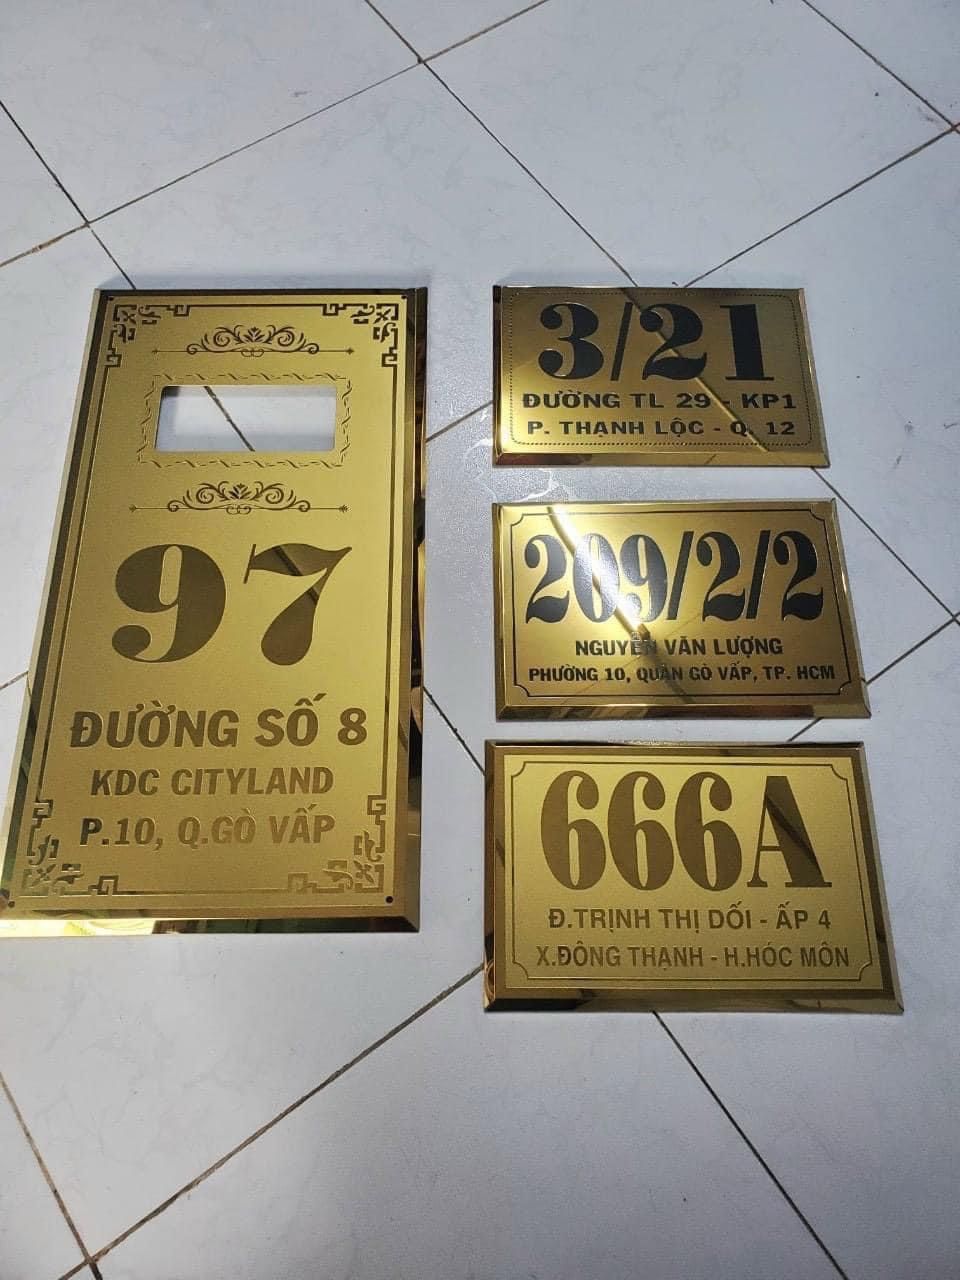 97
ĐƯỜNG SỐ 8
KDC CITYLAND
P.10, Q.GÒ VẤP
3/21
ĐƯỜNG TL 29 - KP1
P. THẠNH LỘC - Q. 12
209/2/2
NGUYỄN VĂN LƯỢNG
PHƯỜNG 10, QUẬN GÒ VẤP, TP. HCM
666A
Đ.TRỊNH THỊ DỐI - ẤP 4
X.ĐÔNG THẠNH - H.HÓC MÔN